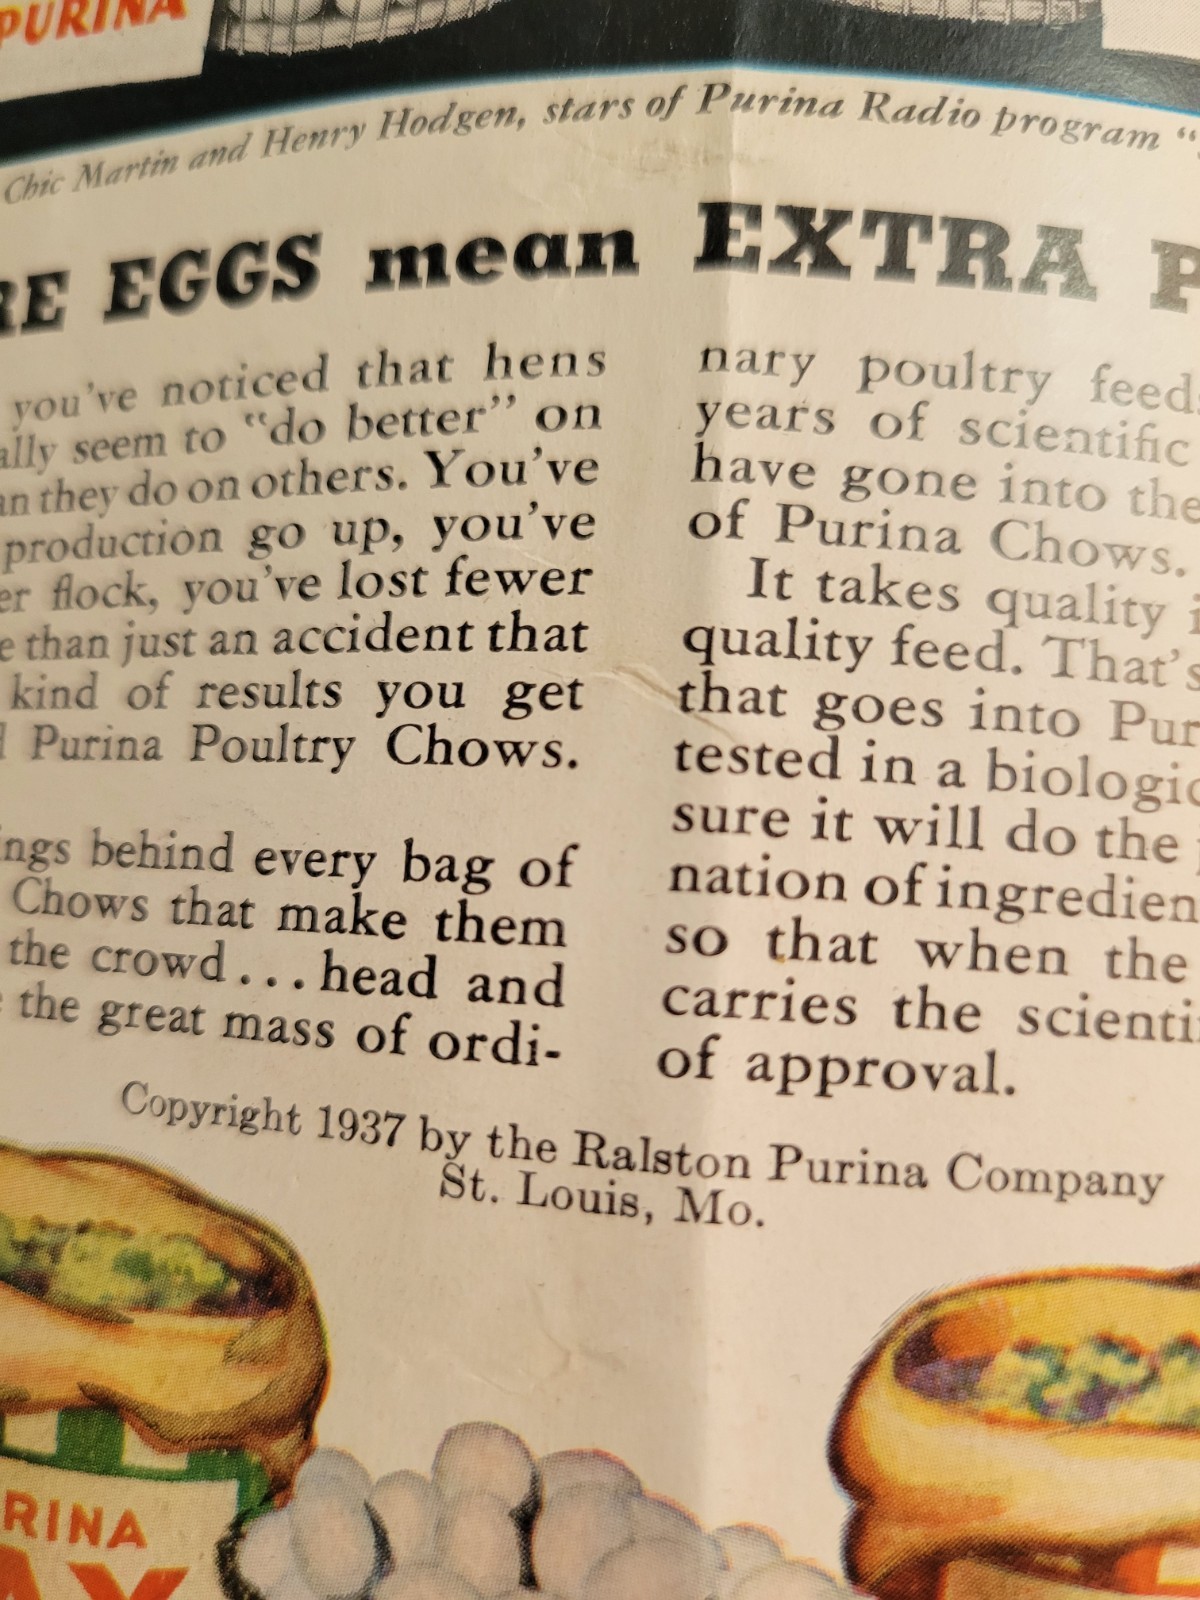 PURINA
Chic Martin and Henry Hodgen, stars of Purina Radio program "
RE EGGS mean EXTRA P
you've noticed that hens
ally seem to "do better" on
an they do on others. You've
production go up, you've
er flock, you've lost fewer
e than just an accident that
kind of results you get
Purina Poultry Chows.
ings behind every bag of
Chows that make them
the crowd...head and
the great mass of ordi-
nary poultry feeds
years of scientific
have gone into the
of Purina Chows.
It takes quality i
quality feed. That's
that goes into Pur
tested in a biologic
sure it will do the
nation of ingredien
so that when the
carries the scienti
of approval.
Copyright 1937 by the Ralston Purina Company
St. Louis, Mo.
RINA
AY